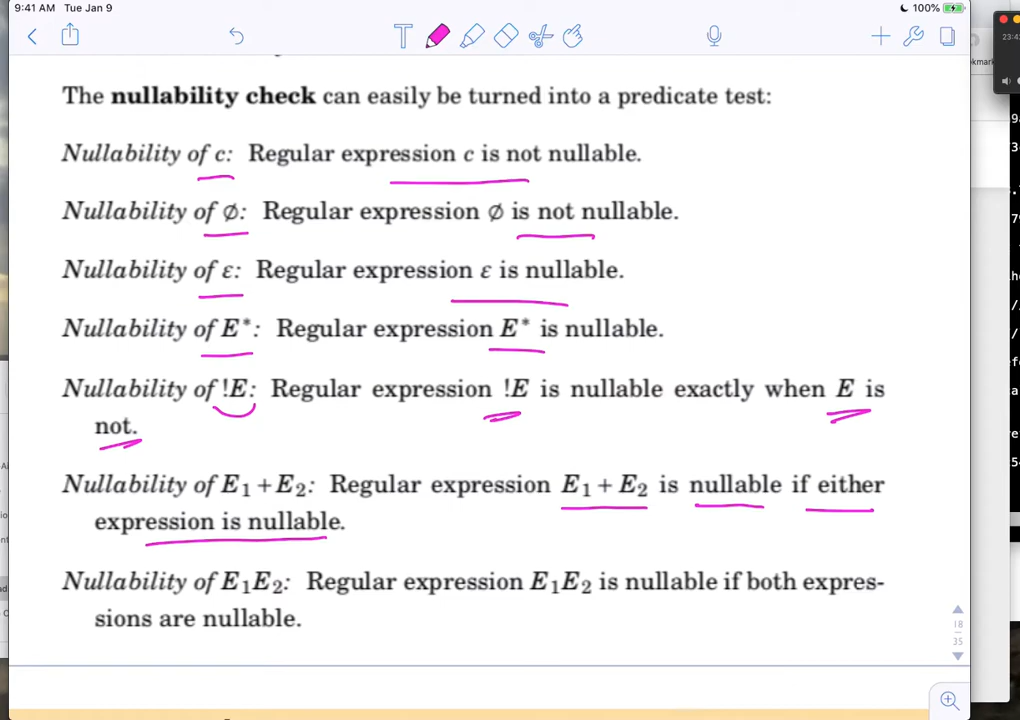 9:41 AM Tue Jan 9
100%
The nullability check can easily be turned into a predicate test:
Nullability of c: Regular expression c is not nullable.
Nullability of ∅: Regular expression ∅ is not nullable.
Nullability of ε: Regular expression ε is nullable.
Nullability of E*: Regular expression E* is nullable.
Nullability of !E: Regular expression !E is nullable exactly when E is
not.
Nullability of E₁+E₂: Regular expression E₁+E₂ is nullable if either
expression is nullable.
Nullability of E₁E₂: Regular expression E₁E₂ is nullable if both expres-
sions are nullable.
18
35